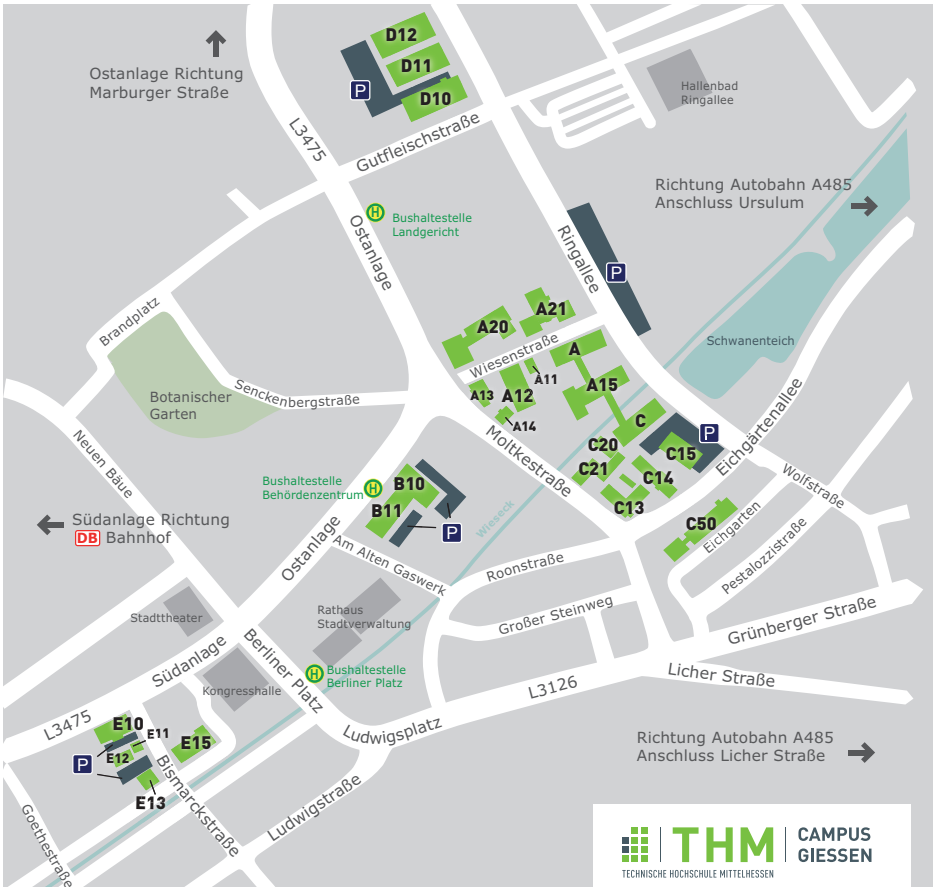 D12
D11
D10
P
Ostanlage Richtung
Marburger Straße
Hallenbad
Ringallee
L3475
Gutfleischstraße
Richtung Autobahn A485
Anschluss Ursulum
H
Bushaltestelle
Landgericht
Ostanlage
Ringallee
P
Brandplatz
A21
A20
Wiesenstraße
A
A11
A15
A13
A12
A14
Schwanenteich
Botanischer
Garten
Senckenbergstraße
Moltkestraße
C
P
C20
C15
C21
C14
C13
Eichgärtenallee
Wolfstraße
Neuen Bäue
Bushaltestelle
Behördenzentrum
H
B10
B11
P
Wieseck
C50
Eichgarten
Pestalozzistraße
Südanlage Richtung
DB Bahnhof
Ostanlage
Am Alten Gaswerk
Roonstraße
Großer Steinweg
Grünberger Straße
Stadttheater
Rathaus
Stadtverwaltung
Südanlage
Berliner Platz
H
Bushaltestelle
Berliner Platz
Kongresshalle
Licher Straße
L3126
L3475
Ludwigsplatz
E10
E11
E12
E15
P
E13
Bismarckstraße
Ludwigstraße
Goethestraße
Richtung Autobahn A485
Anschluss Licher Straße
THM
CAMPUS
GIESSEN
TECHNISCHE HOCHSCHULE MITTELHESSEN